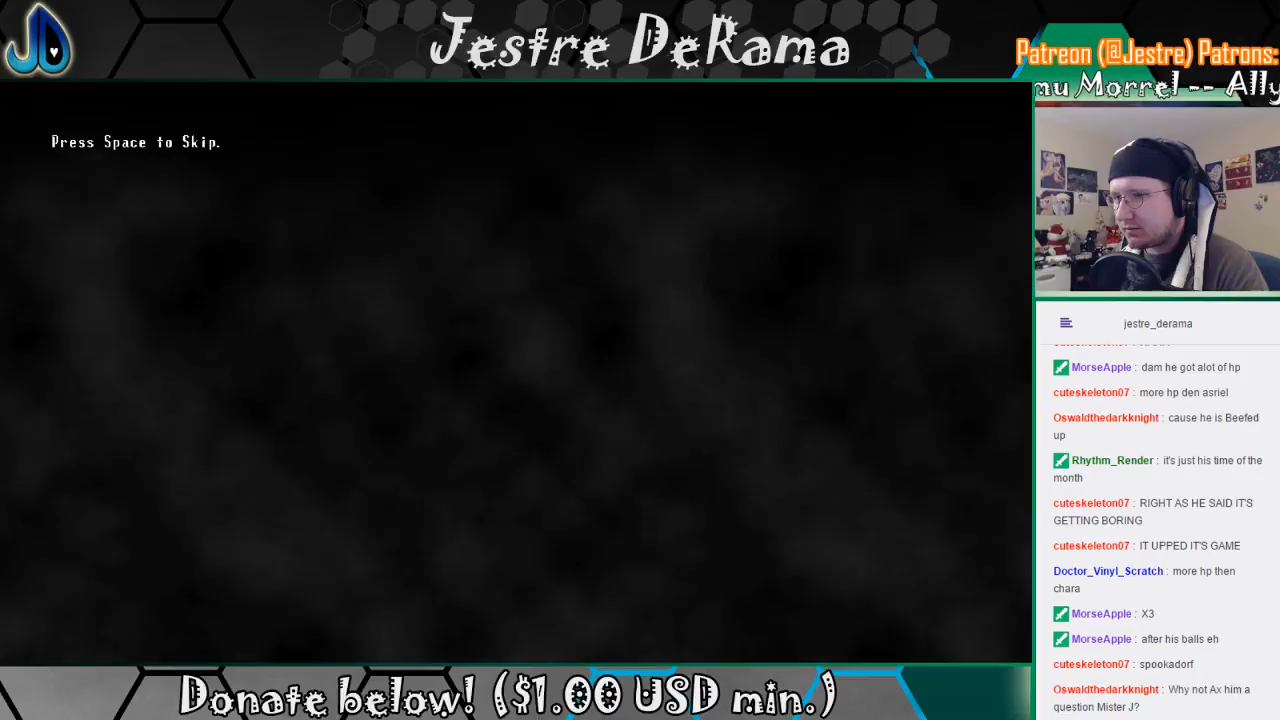 JD
Jestre DeRama
Patreon (@Jestre) Patrons:
mu Morrel -- Ally
Press Space to Skip.
jestre_derama
MorseApple : dam he got alot of hp
cuteskeleton07 : more hp den asriel
Oswaldthedarkknight : cause he is Beefed
up
Rhythm_Render : it's just his time of the
month
cuteskeleton07 : RIGHT AS HE SAID IT'S
GETTING BORING
cuteskeleton07 : IT UPPED IT'S GAME
Doctor_Vinyl_Scratch : more hp then
chara
MorseApple : X3
MorseApple : after his balls eh
cuteskeleton07 : spookadorf
Oswaldthedarkknight : Why not Ax him a
question Mister J?
Donate below! ($1.00 USD min.)